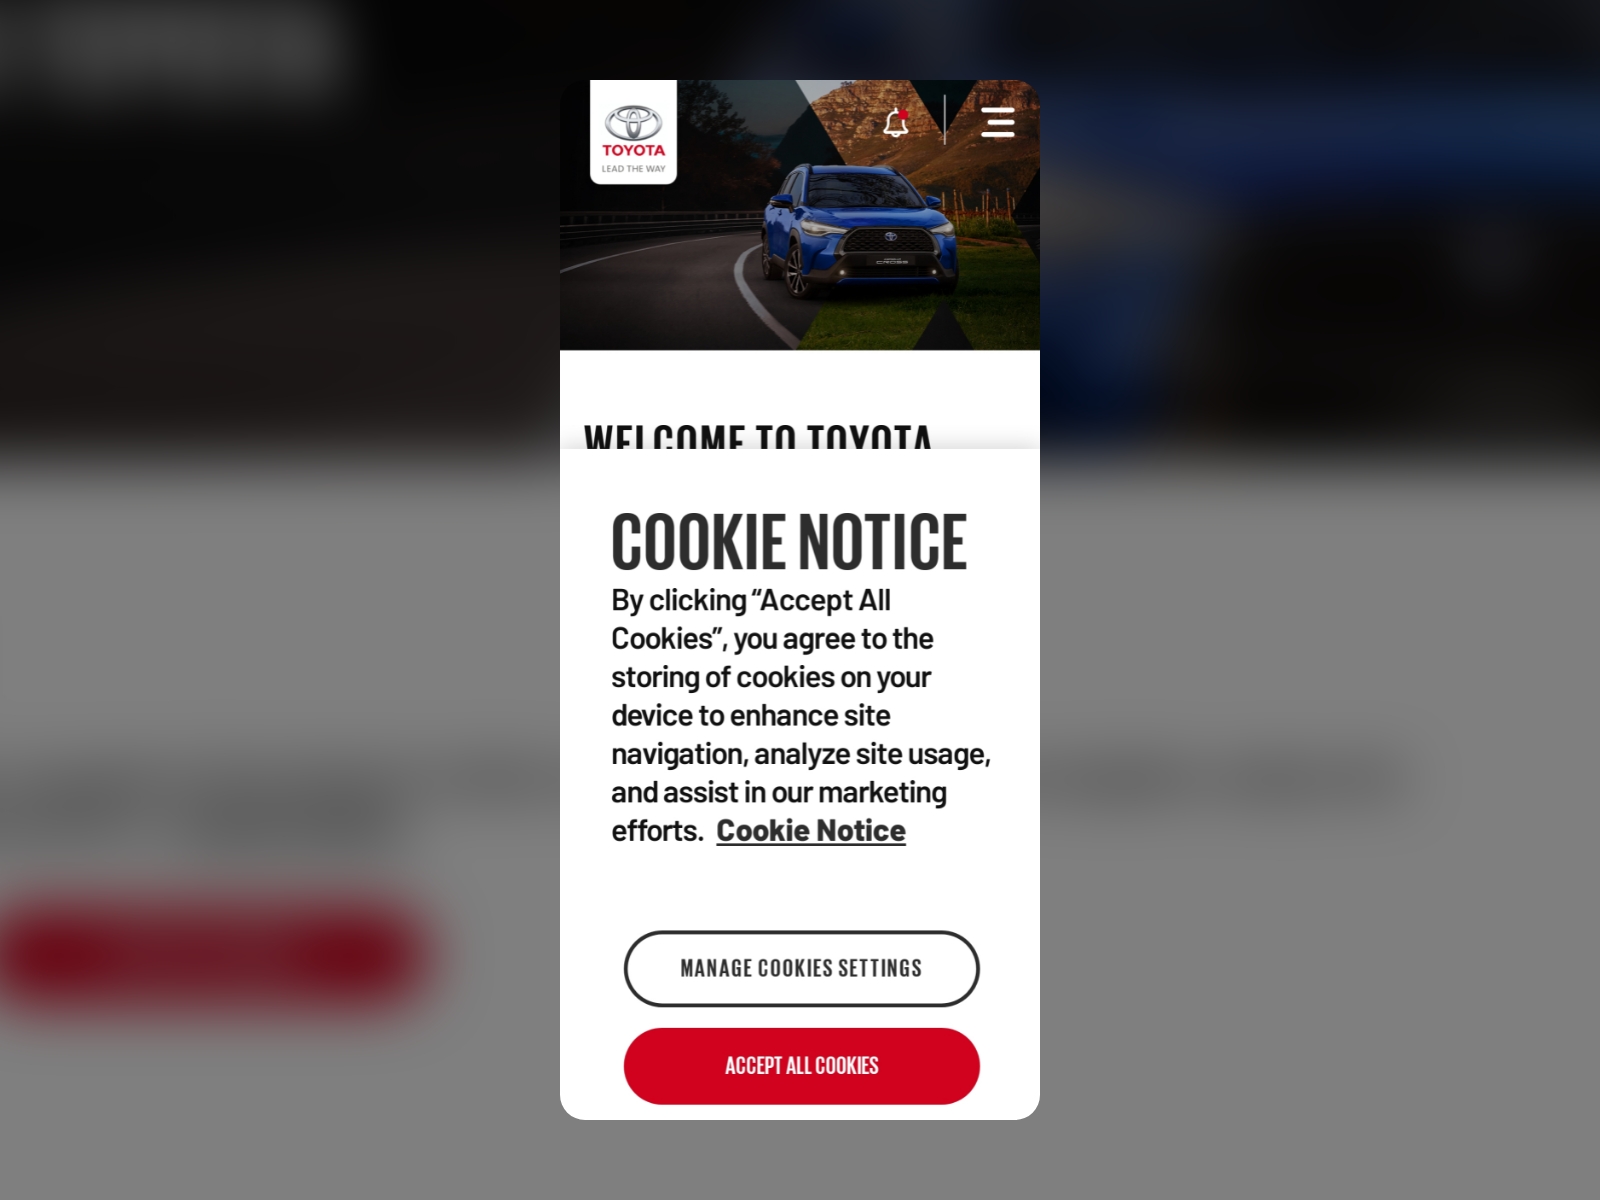 TOYOTA
LEAD THE WAY
CROSS
WELCOME TO TOYOTA
COOKIE NOTICE
By clicking “Accept All
Cookies”, you agree to the
storing of cookies on your
device to enhance site
navigation, analyze site usage,
and assist in our marketing
efforts. Cookie Notice
MANAGE COOKIES SETTINGS
ACCEPT ALL COOKIES